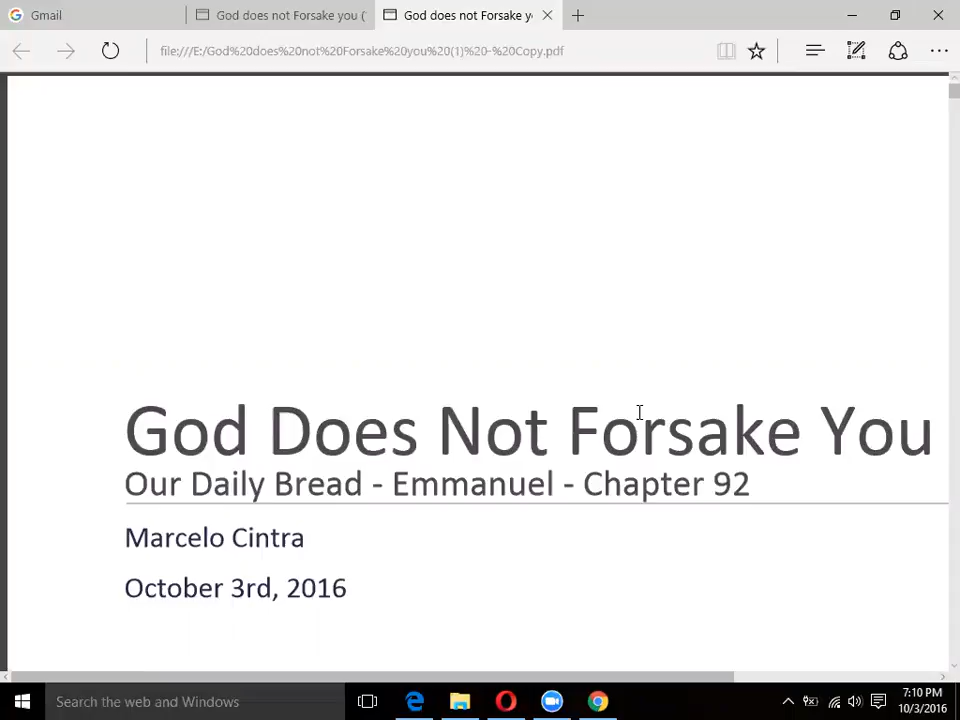 Gmail
God does not Forsake you (
God does not Forsake y
file:///E:/God%20does%20not%20Forsake%20you%20(1)%20-%20Copy.pdf
God Does Not Forsake You
Our Daily Bread - Emmanuel - Chapter 92
Marcelo Cintra
October 3rd, 2016
Search the web and Windows
7:10 PM
10/3/2016